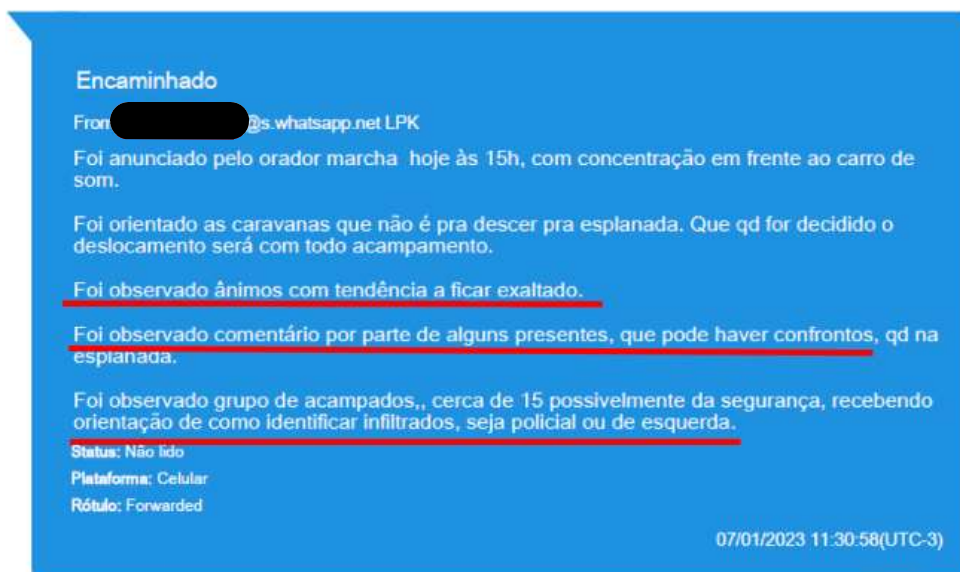 Encaminhado
From @s.whatsapp.net LPK
Foi anunciado pelo orador marcha hoje às 15h, com concentração em frente ao carro de
som.
Foi orientado as caravanas que não é pra descer pra esplanada. Que qd for decidido o
deslocamento será com todo acampamento.
Foi observado ânimos com tendência a ficar exaltado.
Foi observado comentário por parte de alguns presentes, que pode haver confrontos, qd na
esplanada.
Foi observado grupo de acampados,, cerca de 15 possivelmente da segurança, recebendo
orientação de como identificar infiltrados, seja policial ou de esquerda.
Status: Não lido
Plataforma: Celular
Rótulo: Forwarded
07/01/2023 11:30:58(UTC-3)